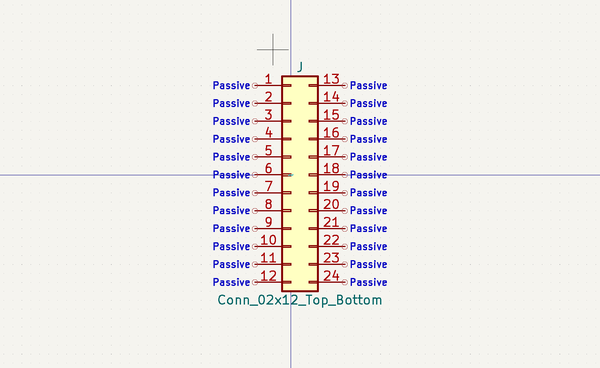 J
Passive 1 13 Passive
Passive 2 14 Passive
Passive 3 15 Passive
Passive 4 16 Passive
Passive 5 17 Passive
Passive 6 18 Passive
Passive 7 19 Passive
Passive 8 20 Passive
Passive 9 21 Passive
Passive 10 22 Passive
Passive 11 23 Passive
Passive 12 24 Passive
Conn_02x12_Top_Bottom